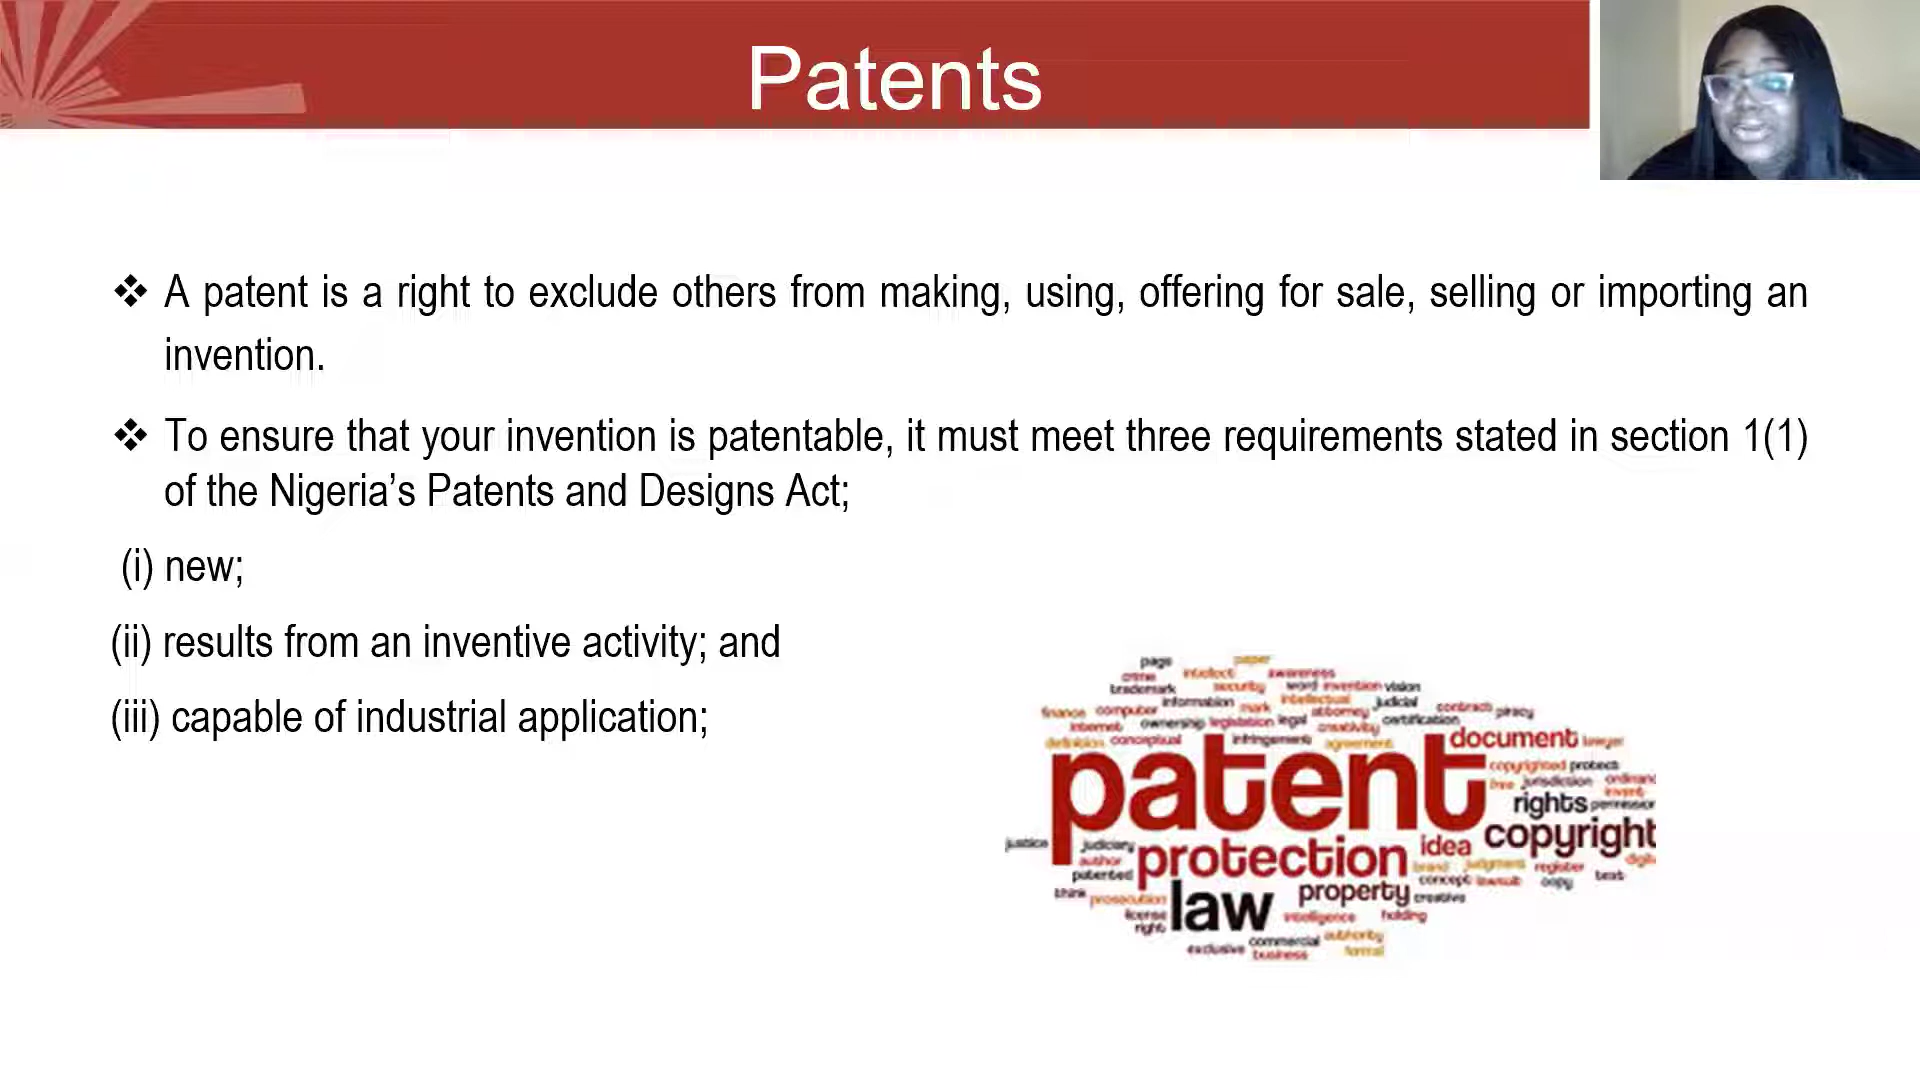 Patents
❖ A patent is a right to exclude others from making, using, offering for sale, selling or importing an
invention.
❖ To ensure that your invention is patentable, it must meet three requirements stated in section 1(1)
of the Nigeria’s Patents and Designs Act;
(i) new;
(ii) results from an inventive activity; and
(iii) capable of industrial application;
page paper
crime intellect awareness
trademark security word invention vision
information mark intellectual judicial
finance computer attorney contract piracy
internet ownership legislation legal creativity certification
definition conceptual infringement agreement document lawyer
patent
copyrighted protect
jurisdiction
invent
rights permission
copyright
justice judiciary protection idea
author brand judgment register
patented concept lawsuit copy text
think prosecution law property creative
license intelligence holding
right
exclusive commercial authority
business formal